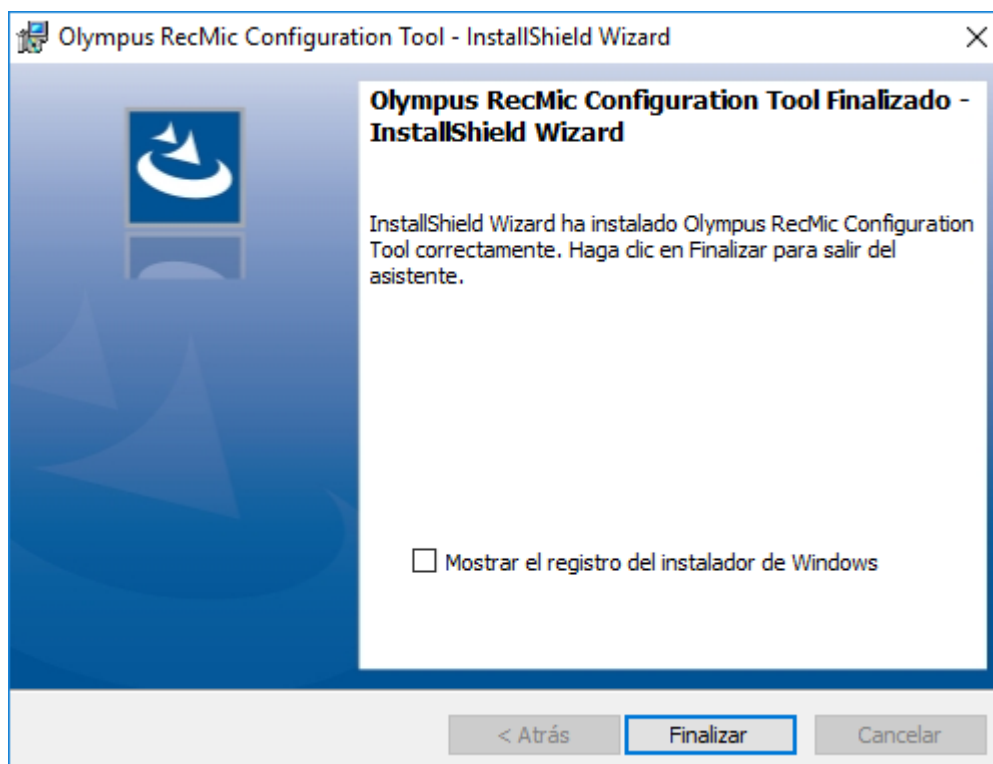 Olympus RecMic Configuration Tool - InstallShield Wizard
Olympus RecMic Configuration Tool Finalizado -
InstallShield Wizard
InstallShield Wizard ha instalado Olympus RecMic Configuration
Tool correctamente. Haga clic en Finalizar para salir del
asistente.
Mostrar el registro del instalador de Windows
< Atrás
Finalizar
Cancelar